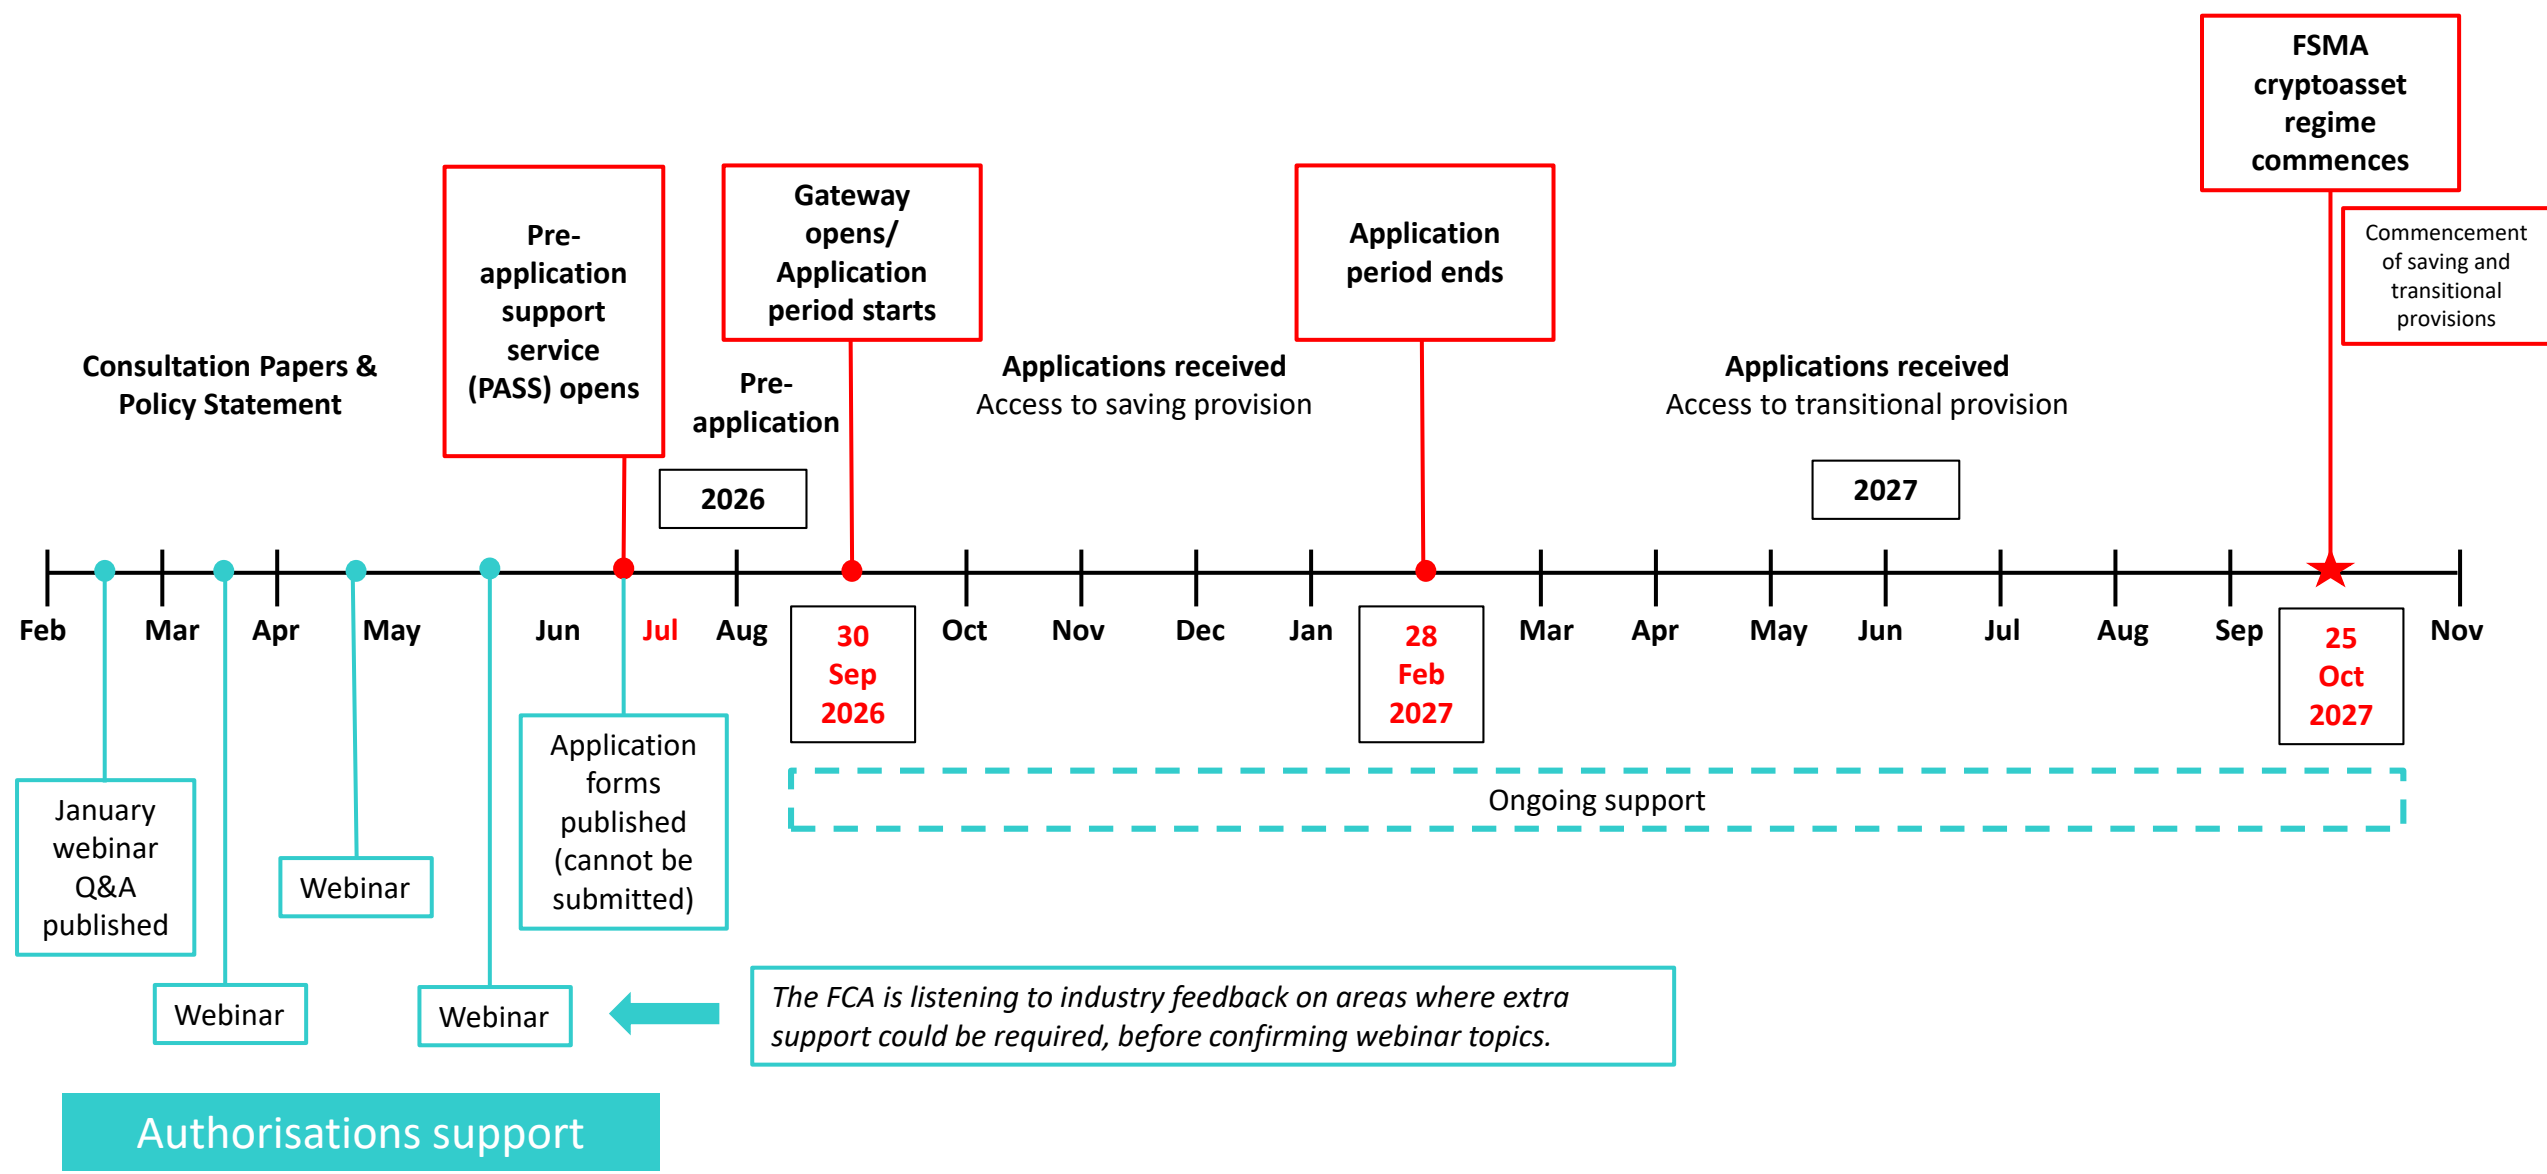 FSMA
cryptoasset
regime
commences
Commencement
of saving and
transitional
provisions
Pre-
application
support
service
(PASS) opens
Gateway
opens/
Application
period starts
Application
period ends
Consultation Papers &
Policy Statement
Pre-
application
Applications received
Access to saving provision
Applications received
Access to transitional provision
2026
2027
Feb
Mar
Apr
May
Jun
Jul
Aug
30
Sep
2026
Oct
Nov
Dec
Jan
28
Feb
2027
Mar
Apr
May
Jun
Jul
Aug
Sep
25
Oct
2027
Nov
January
webinar
Q&A
published
Webinar
Webinar
Webinar
Application
forms
published
(cannot be
submitted)
Ongoing support
The FCA is listening to industry feedback on areas where extra
support could be required, before confirming webinar topics.
Authorisations support